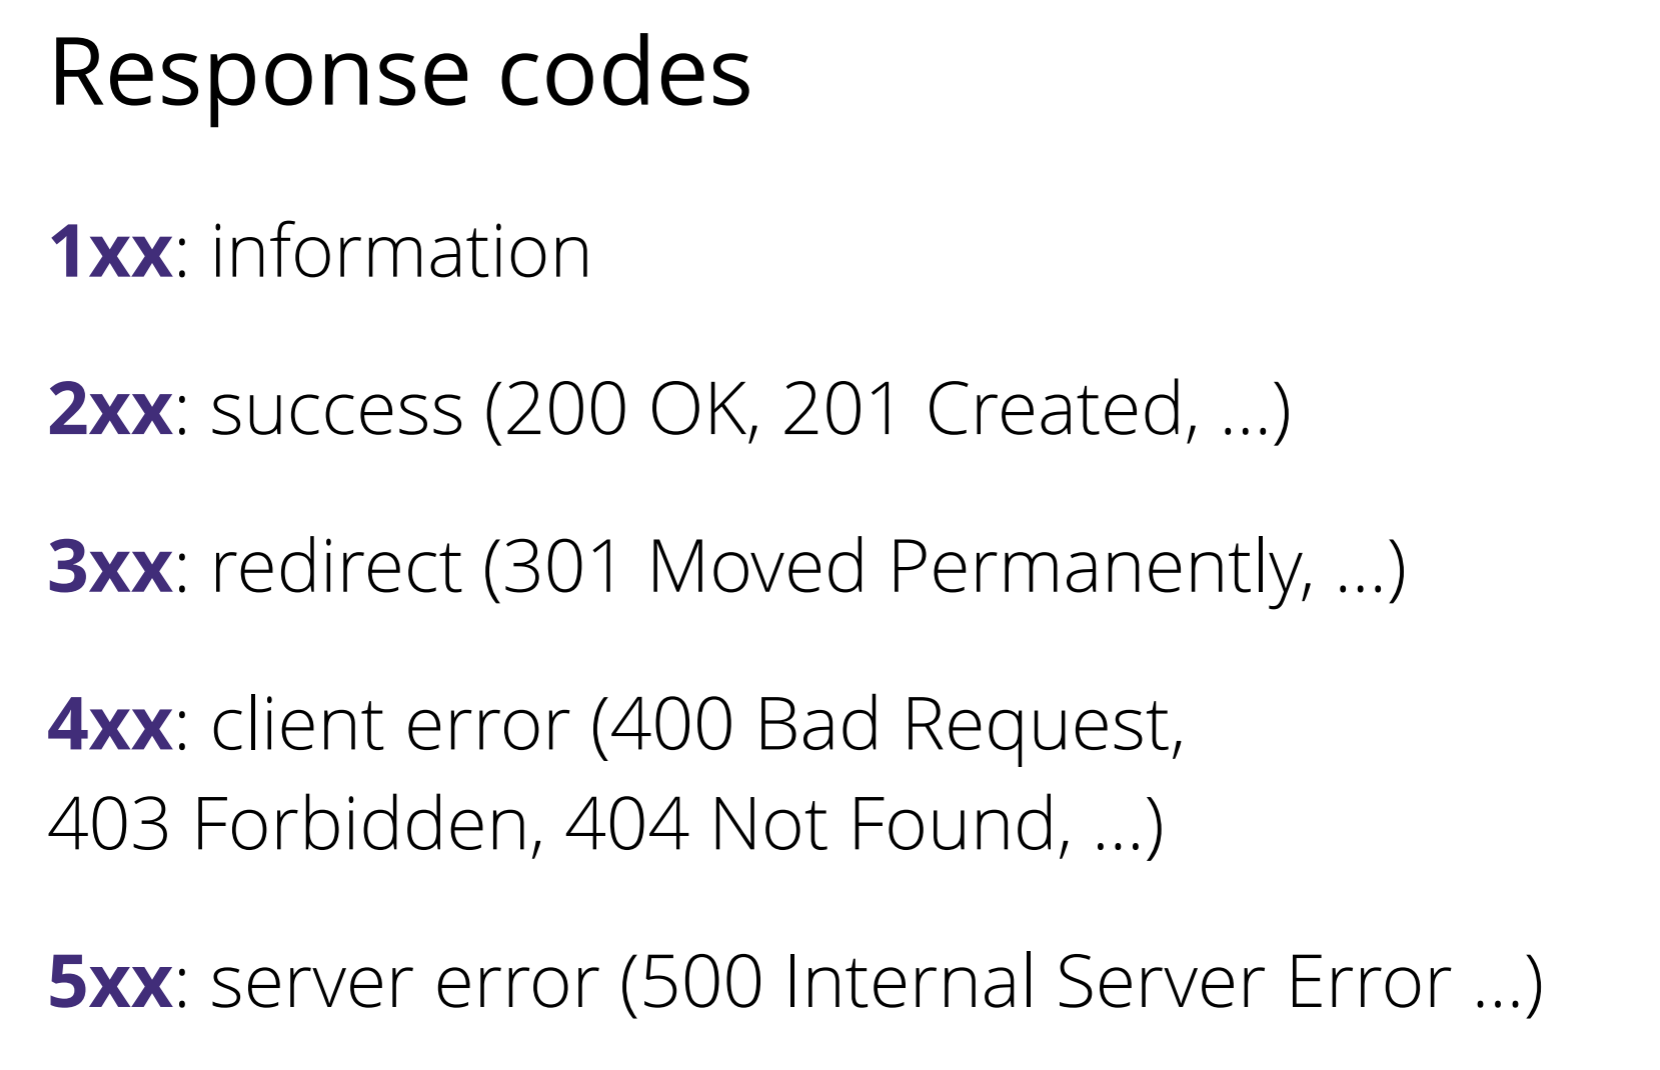 Response codes
1xx: information
2xx: success (200 OK, 201 Created, ...)
3xx: redirect (301 Moved Permanently, ...)
4xx: client error (400 Bad Request,
403 Forbidden, 404 Not Found, ...)
5xx: server error (500 Internal Server Error ...)